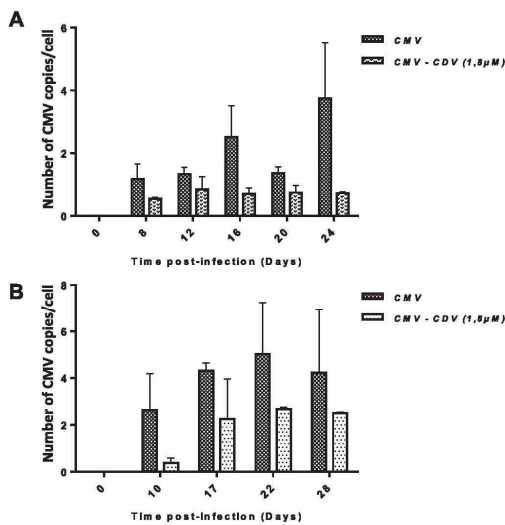 A
Number of CMV copies/cell
6
4
2
0
0 8 12 16 20 24
Time post-infection (Days)
CMV
CMV - CDV (1,8µM)
B
Number of CMV copies/cell
8
6
4
2
0
0 10 17 22 28
Time post-infection (Days)
CMV
CMV - CDV (1,8µM)